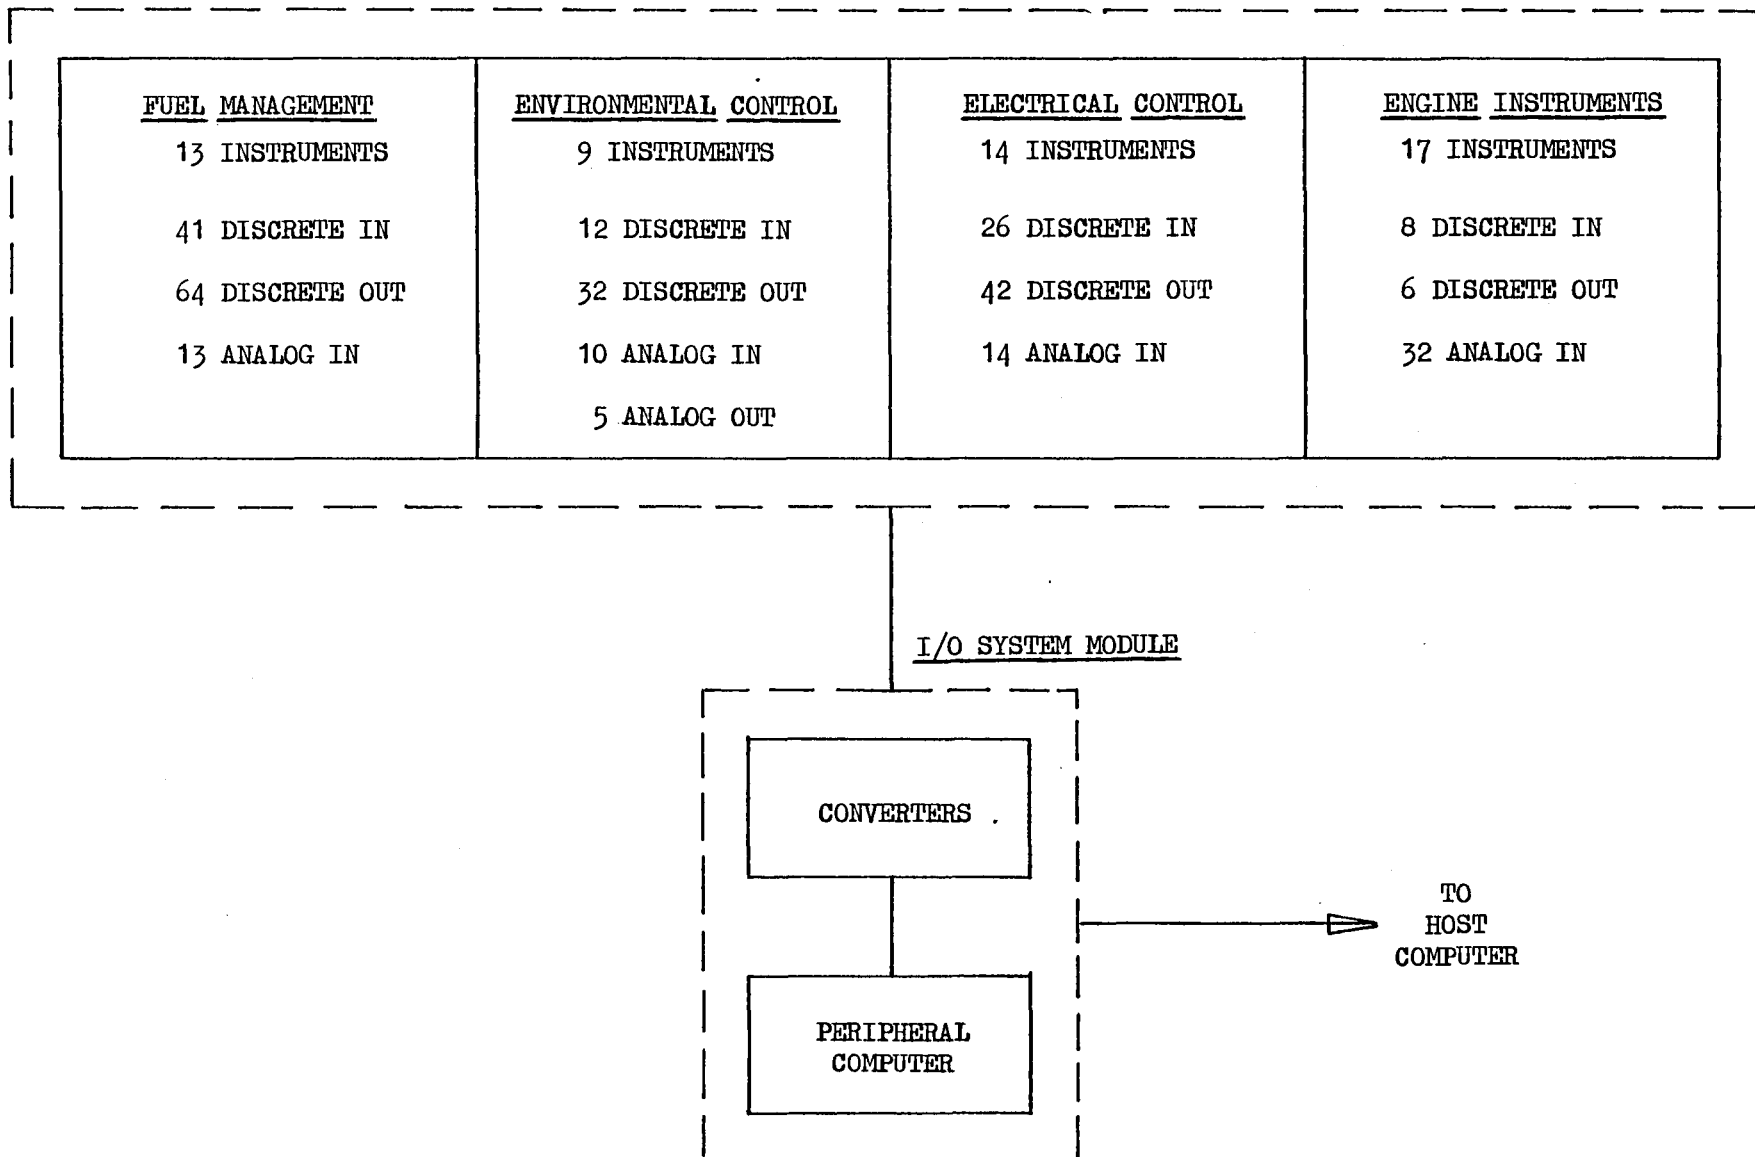 FUEL MANAGEMENT
13 INSTRUMENTS
41 DISCRETE IN
64 DISCRETE OUT
13 ANALOG IN
ENVIRONMENTAL CONTROL
9 INSTRUMENTS
12 DISCRETE IN
32 DISCRETE OUT
10 ANALOG IN
5 ANALOG OUT
ELECTRICAL CONTROL
14 INSTRUMENTS
26 DISCRETE IN
42 DISCRETE OUT
14 ANALOG IN
ENGINE INSTRUMENTS
17 INSTRUMENTS
8 DISCRETE IN
6 DISCRETE OUT
32 ANALOG IN
I/O SYSTEM MODULE
CONVERTERS
PERIPHERAL
COMPUTER
TO
HOST
COMPUTER